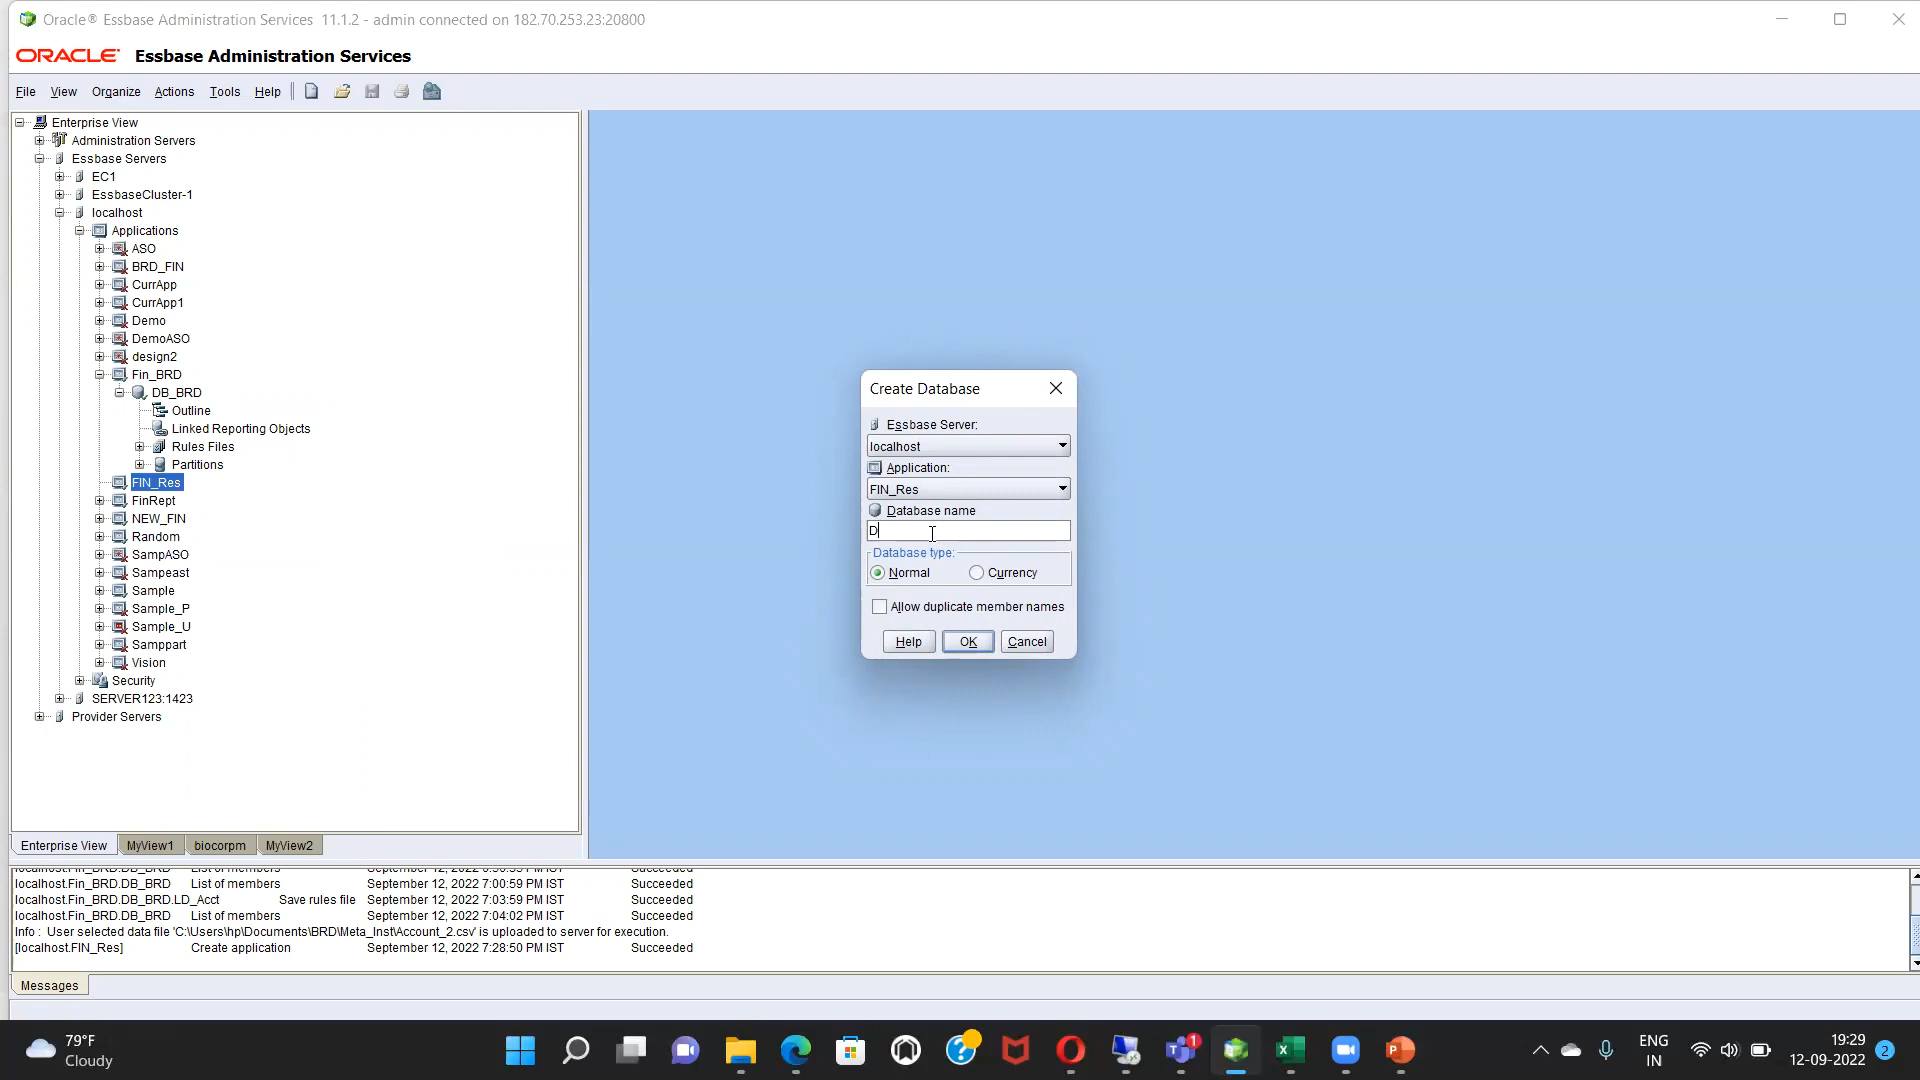 Oracle® Essbase Administration Services 11.1.2 - admin connected on 182.70.253.23:20800
ORACLE® Essbase Administration Services
File View Organize Actions Tools Help
Enterprise View
Administration Servers
Essbase Servers
EC1
EssbaseCluster-1
localhost
Applications
ASO
BRD_FIN
CurrApp
CurrApp1
Demo
DemoASO
design2
Fin_BRD
DB_BRD
Outline
Linked Reporting Objects
Rules Files
Partitions
FIN_Res
FinRept
NEW_FIN
Random
SampASO
Sampeast
Sample
Sample_P
Sample_U
Samppart
Vision
Security
SERVER123:1423
Provider Servers
Enterprise View MyView1 biocorpm MyView2
Create Database
Essbase Server:
localhost
Application:
FIN_Res
Database name
D
Database type:
Normal Currency
Allow duplicate member names
Help OK Cancel
localhost.Fin_BRD.DB_BRD List of members September 12, 2022 7:00:59 PM IST Succeeded
localhost.Fin_BRD.DB_BRD.LD_Acct Save rules file September 12, 2022 7:03:59 PM IST Succeeded
localhost.Fin_BRD.DB_BRD List of members September 12, 2022 7:04:02 PM IST Succeeded
Info : User selected data file 'C:\Users\hp\Documents\BRD\Meta_Inst\Account_2.csv' is uploaded to server for execution.
[localhost.FIN_Res] Create application September 12, 2022 7:28:50 PM IST Succeeded
Messages
79°F
Cloudy
1
ENG
IN
19:29
12-09-2022
2